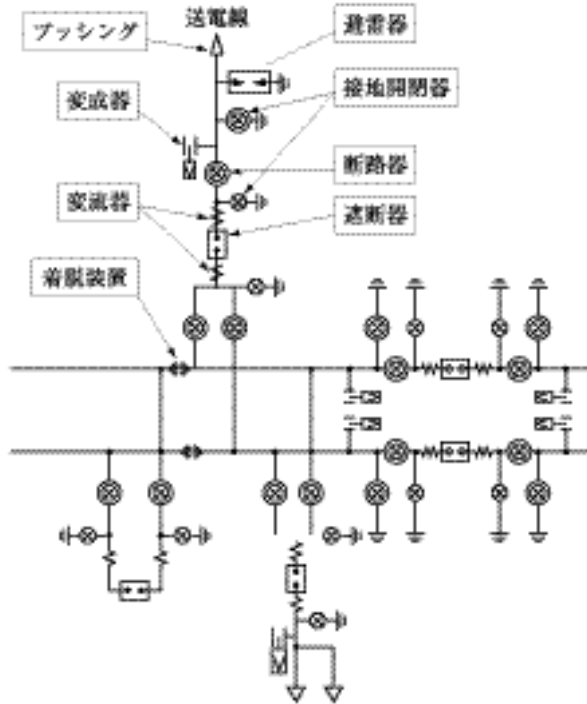 送電線
ブッシング
避雷器
変成器
接地開閉器
断路器
変流器
遮断器
着脱装置